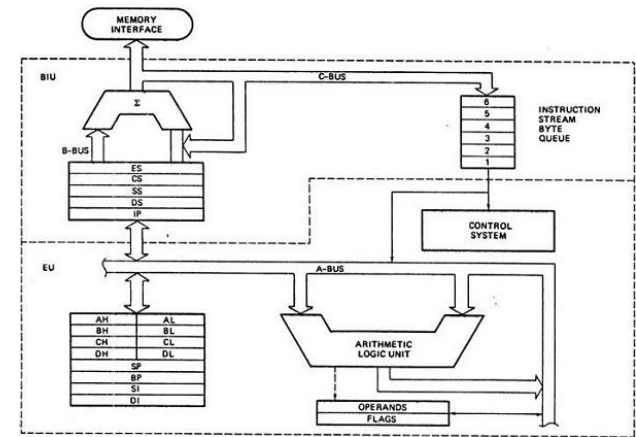 MEMORY
INTERFACE
BIU
C-BUS
Σ
B-BUS
6
5
4
3
2
1
INSTRUCTION
STREAM
BYTE
QUEUE
ES
CS
SS
DS
IP
CONTROL
SYSTEM
EU
A-BUS
AH AL
BH BL
CH CL
DH DL
SP
BP
SI
DI
ARITHMETIC
LOGIC UNIT
OPERANDS
FLAGS